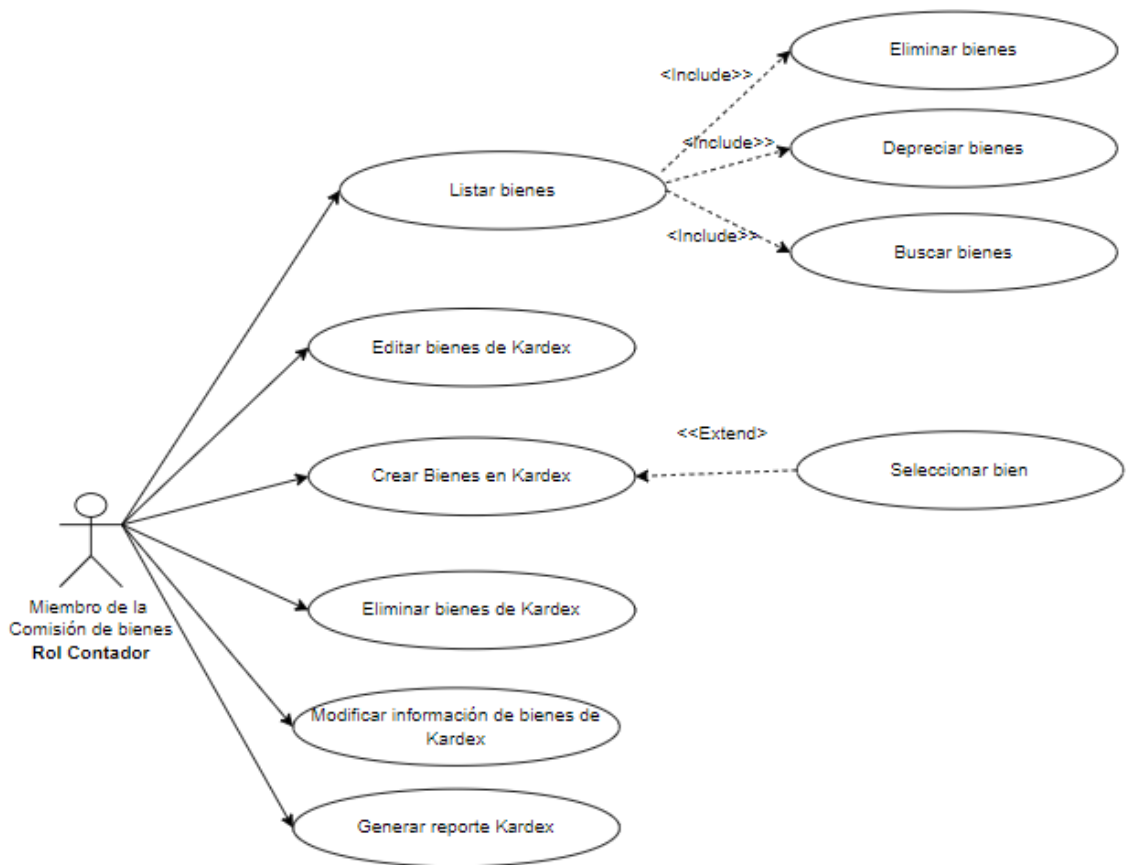 Eliminar bienes
<Include>>
Depreciar bienes
<Include>>
Listar bienes
<Include>>
Buscar bienes
Editar bienes de Kardex
<<Extend>
Crear Bienes en Kardex
Seleccionar bien
Miembro de la
Comisión de bienes
Rol Contador
Eliminar bienes de Kardex
Modificar información de bienes de
Kardex
Generar reporte Kardex